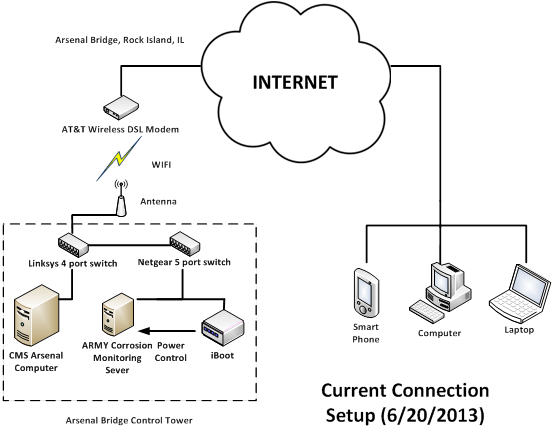 Arsenal Bridge, Rock Island, IL
INTERNET
AT&T Wireless DSL Modem
WIFI
Antenna
Linksys 4 port switch
Netgear 5 port switch
CMS Arsenal
Computer
ARMY Corrosion
Monitoring
Sever
Power
Control
iBoot
Smart
Phone
Computer
Laptop
Current Connection
Setup (6/20/2013)
Arsenal Bridge Control Tower